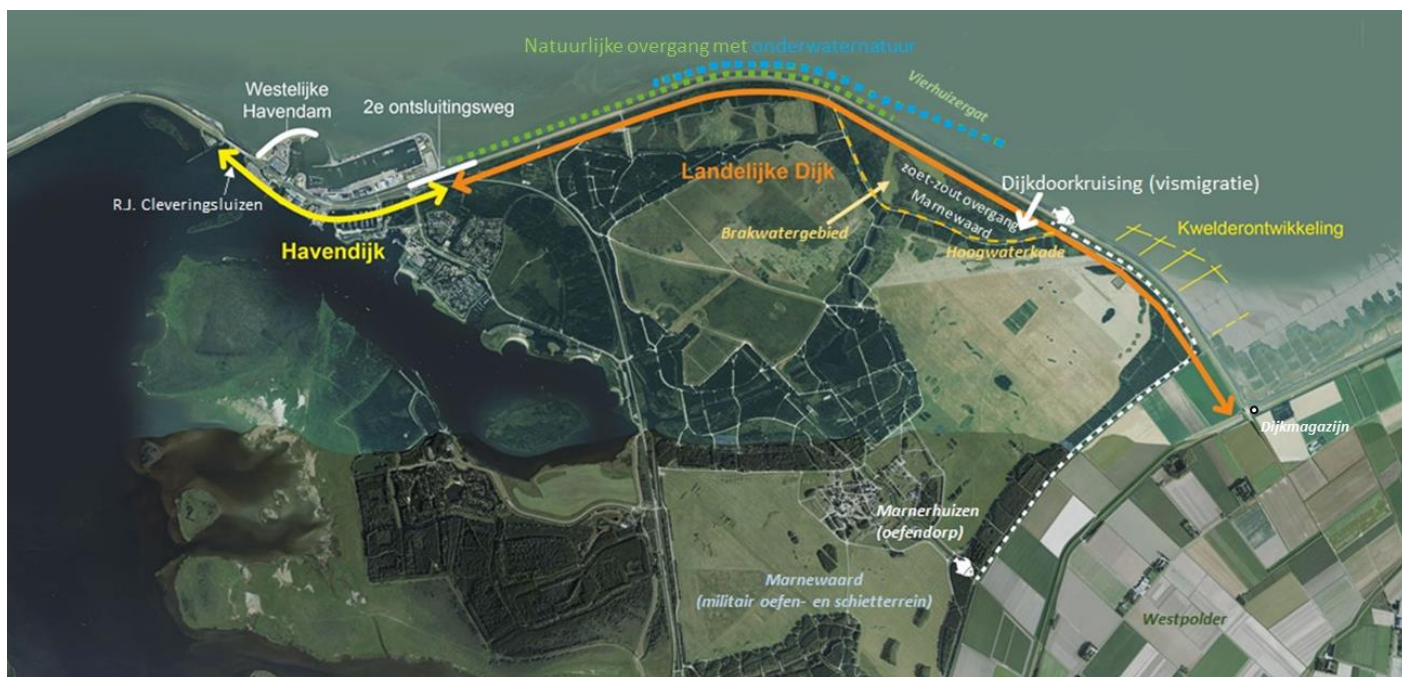 Natuurlijke overgang met onderwaternatuur
Westelijke
Havendam
2e ontsluitingsweg
Vierhuizergat
R.J. Cleveringsluizen
Havendijk
Landelijke Dijk
zoet-zout overgang
Marnewaard
Dijkdoorkruising (vismigratie)
Brakwatergebied
Hoogwaterkade
Kwelderontwikkeling
Dijkmagazijn
Marnerhuizen
(oefendorp)
Marnewaard
(militair oefen- en schietterrein)
Westpolder